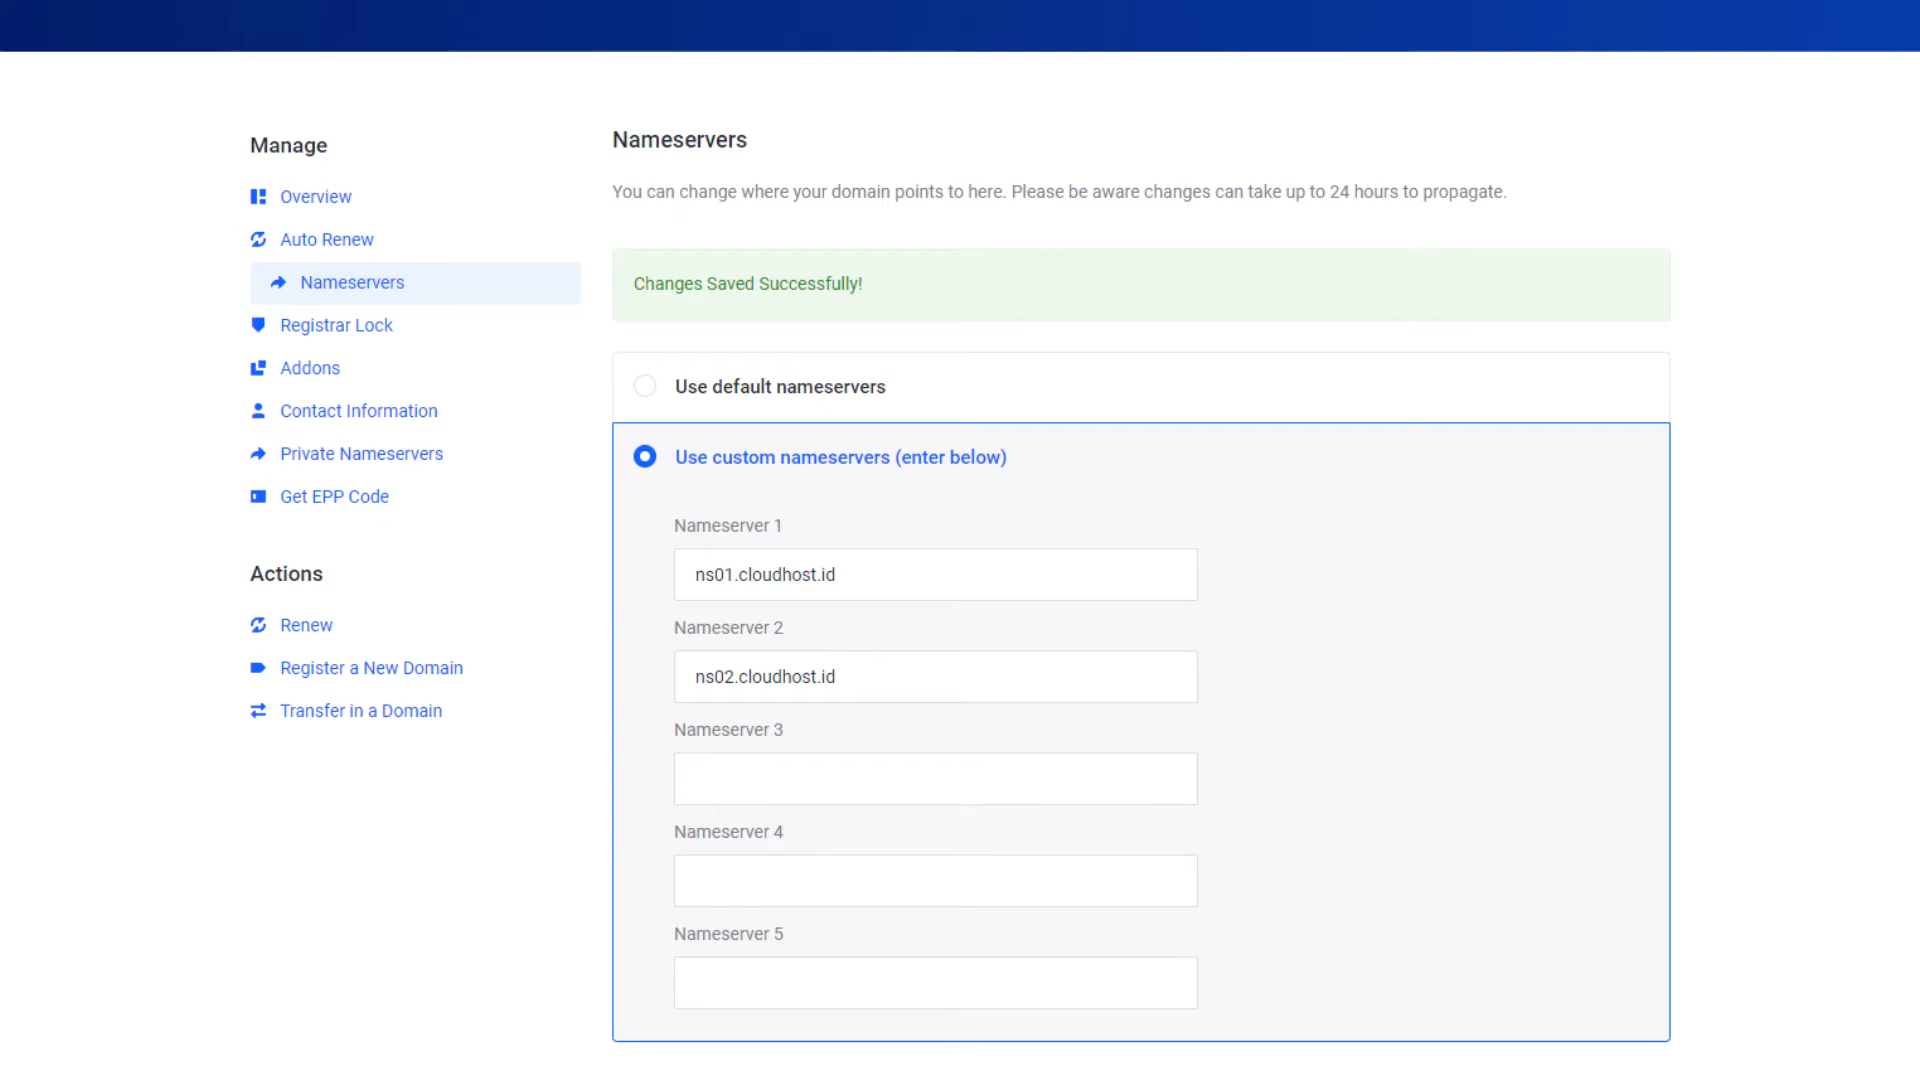 Manage
Overview
Auto Renew
Nameservers
Registrar Lock
Addons
Contact Information
Private Nameservers
Get EPP Code
Actions
Renew
Register a New Domain
Transfer in a Domain
Nameservers
You can change where your domain points to here. Please be aware changes can take up to 24 hours to propagate.
Changes Saved Successfully!
Use default nameservers
Use custom nameservers (enter below)
Nameserver 1
ns01.cloudhost.id
Nameserver 2
ns02.cloudhost.id
Nameserver 3
Nameserver 4
Nameserver 5